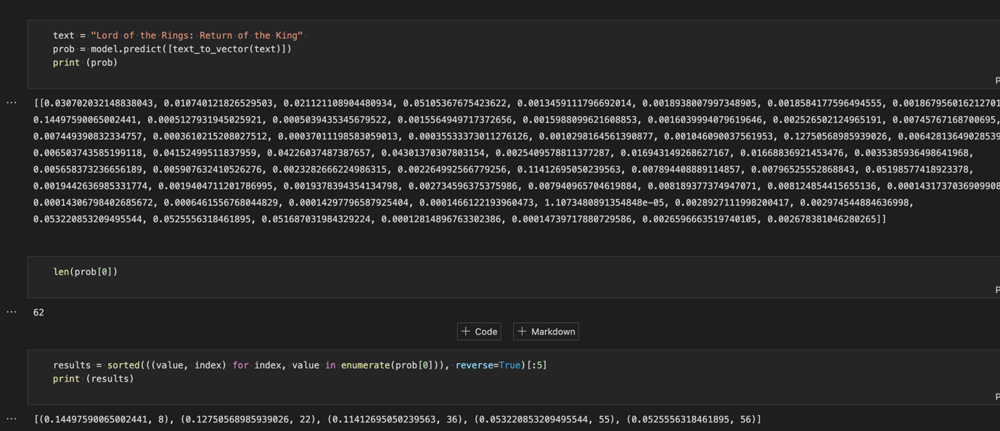 text = "Lord of the Rings: Return of the King"
prob = model.predict([text_to_vector(text)])
print (prob)
[[0.030702032148838043, 0.010740121826529503, 0.021121108904480934, 0.05105367675423622, 0.0013459111796692014, 0.0018938007997348905, 0.0018584177596494555, 0.001867956016212701
0.14497590065002441, 0.0005127931945025921, 0.0005039435345679522, 0.0015564949717372656, 0.0015988099621608853, 0.0016039994079619646, 0.002526502124965191, 0.007457671687006​95,
0.007449390832334757, 0.0003610215208027512, 0.00037011198583059013, 0.00035533373011276126, 0.0010298164561390877, 0.001046090037561953, 0.12750568985939026, 0.00642813649028539
0.006503743585199118, 0.04152499511837959, 0.04226037487387657, 0.04301370307803154, 0.0025409578811377287, 0.016943149268627167, 0.01668836921453476, 0.0035385936498641968,
0.005658373236656189, 0.005907632410526276, 0.0023282666224986315, 0.002264992566779256, 0.11412695050239563, 0.007894408889114857, 0.00796525552868843, 0.05198577418923378,
0.0019442636985331774, 0.0019404711201786995, 0.0019378394354134798, 0.002734596375375986, 0.007940965704619884, 0.008189377374947071, 0.008124854415655136, 0.0001431737036909908
0.00014306798402685672, 0.0006461556768044829, 0.00014297796587925404, 0.0001466122193960473, 1.1073480891354848e-05, 0.0028927111998200417, 0.002974544884636998,
0.053220853209495544, 0.0525556318461895, 0.051687031984329224, 0.00012814896763302386, 0.00014739717880729586, 0.0026596663519740105, 0.002678381046280265]]
len(prob[0])
62
+ Code + Markdown
results = sorted(((value, index) for index, value in enumerate(prob[0])), reverse=True)[:5]
print (results)
[(0.14497590065002441, 8), (0.12750568985939026, 22), (0.11412695050239563, 36), (0.053220853209495544, 55), (0.0525556318461895, 56)]